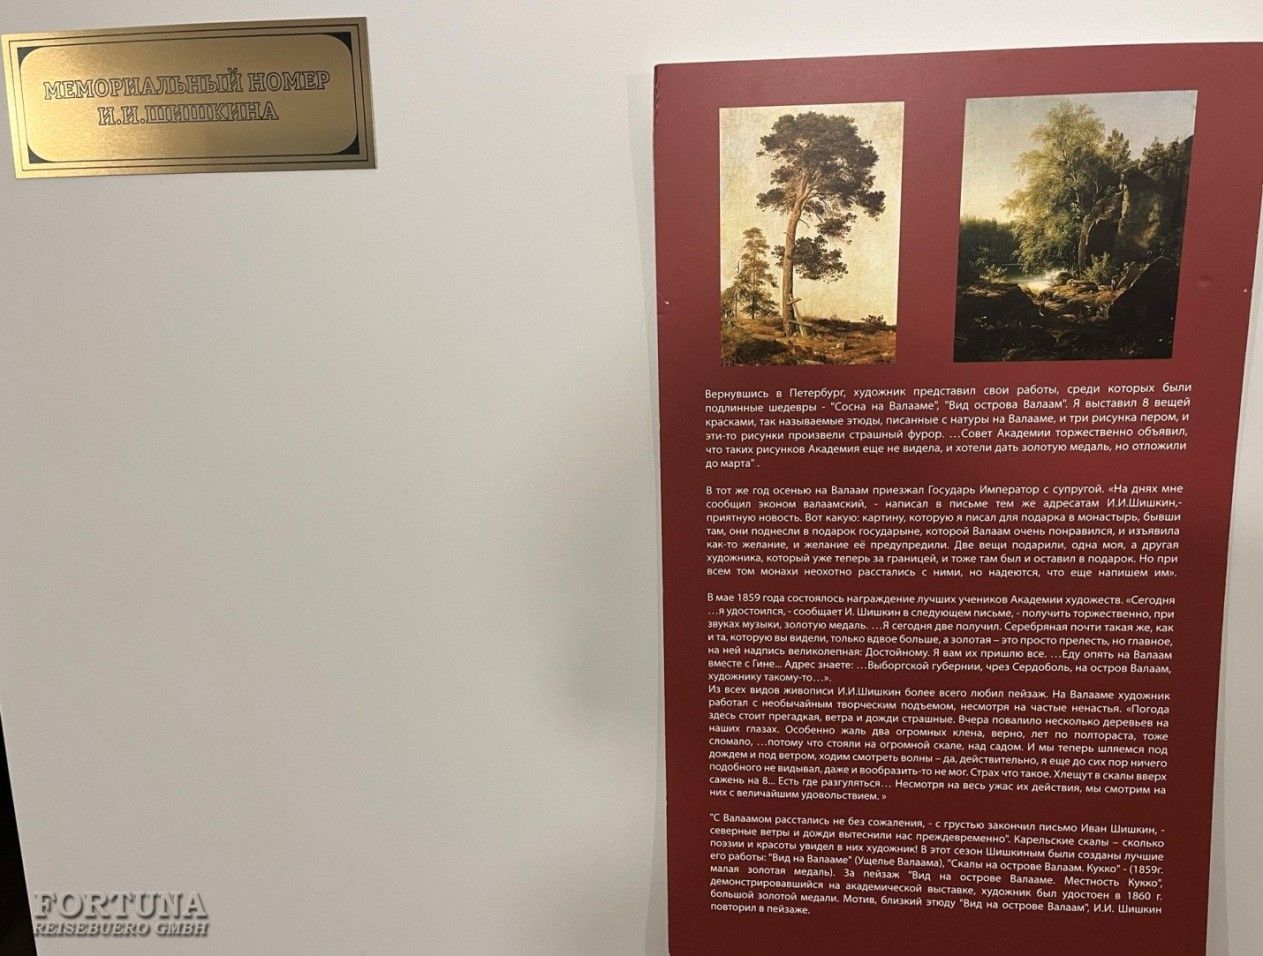 МЕМОРИАЛЬНЫЙ НОМЕР
И.И.ШИШКИНА
Вернувшись в Петербург, художник представил свои работы, среди которых были
подлинные шедевры - "Сосна на Валааме", "Вид острова Валаам". Я выставил 8 вещей
красками, так называемые этюды, писанные с натуры на Валааме, и три рисунка пером, и
эти-то рисунки произвели страшный фурор. ...Совет Академии торжественно объявил,
что таких рисунков Академия еще не видела, и хотели дать золотую медаль, но отложили
до марта" .
В тот же год осенью на Валаам приезжал Государь Император с супругой. «На днях мне
сообщил эконом валаамский, - написал в письме тем же адресатам И.И.Шишкин,-
приятную новость. Вот какую: картину, которую я писал для подарка в монастырь, бывши
там, они поднесли в подарок государыне, которой Валаам очень понравился, и изъявила
как-то желание, и желание её предупредили. Две вещи подарили, одна моя, а другая
художника, который уже теперь за границей, и тоже там был и оставил в подарок. Но при
всем том монахи неохотно расстались с ними, но надеются, что еще напишем им».
В мае 1859 года состоялось награждение лучших учеников Академии художеств. «Сегодня
...я удостоился, - сообщает И. Шишкин в следующем письме, - получить торжественно, при
звуках музыки, золотую медаль. ...Я сегодня две получил. Серебряная почти такая же, как
и та, которую вы видели, только вдвое больше, а золотая – это просто прелесть, но главное,
на ней надпись великолепная: Достойному. Я вам их пришлю все. ...Еду опять на Валаам
вместе с Гине... Адрес знаете: ...Выборгской губернии, чрез Сердоболь, на остров Валаам,
художнику такому-то...».
Из всех видов живописи И.И.Шишкин более всего любил пейзаж. На Валааме художник
работал с необычайным творческим подъемом, несмотря на частые ненастья. «Погода
здесь стоит прегадкая, ветра и дожди страшные. Вчера повалило несколько деревьев на
наших глазах. Особенно жаль два огромных клена, верно, лет по полтораста, тоже
сломало, ...потому что стояли на огромной скале, над садом. И мы теперь шляемся под
дождем и под ветром, ходим смотреть волны – да, действительно, я еще до сих пор ничего
подобного не видывал, даже и вообразить-то не мог. Страх что такое. Хлещут в скалы вверх
сажень на 8... Есть где разгуляться... Несмотря на весь ужас их действия, мы смотрим на
них с величайшим удовольствием. »
"С Валаамом расстались не без сожаления, - с грустью закончил письмо Иван Шишкин, -
северные ветры и дожди вытеснили нас преждевременно". Карельские скалы – сколько
поэзии и красоты увидел в них художник! В этот сезон Шишкиным были созданы лучшие
его работы: "Вид на Валааме" (Ущелье Валаама), "Скалы на острове Валаам. Кукко" - (1859г.
малая золотая медаль). За пейзаж "Вид на острове Валааме. Местность Кукко",
демонстрировавшийся на академической выставке, художник был удостоен в 1860 г.
большой золотой медали. Мотив, близкий этюду "Вид на острове Валаам", И.И. Шишкин
повторил в пейзаже.
FORTUNA
REISEBUERO GMBH